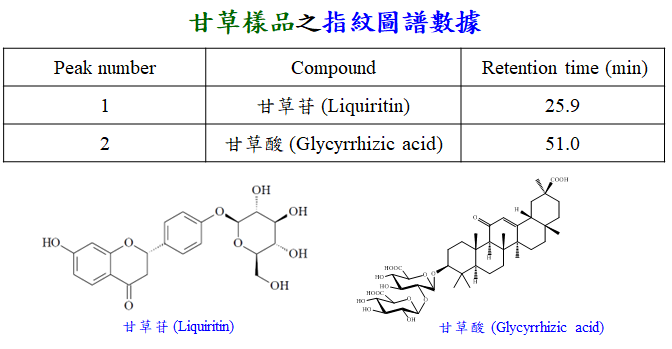 甘草樣品之指紋圖譜數據
Peak number Compound Retention time (min)
1 甘草苷 (Liquiritin) 25.9
2 甘草酸 (Glycyrrhizic acid) 51.0
HO
O
O
O
O
OH
OH
OH
OH
COOH
H
O
H
H
O
O
O
O
HOOC
HO
HO
HOOC
HO
HO
OH
O
甘草苷 (Liquiritin)
甘草酸 (Glycyrrhizic acid)